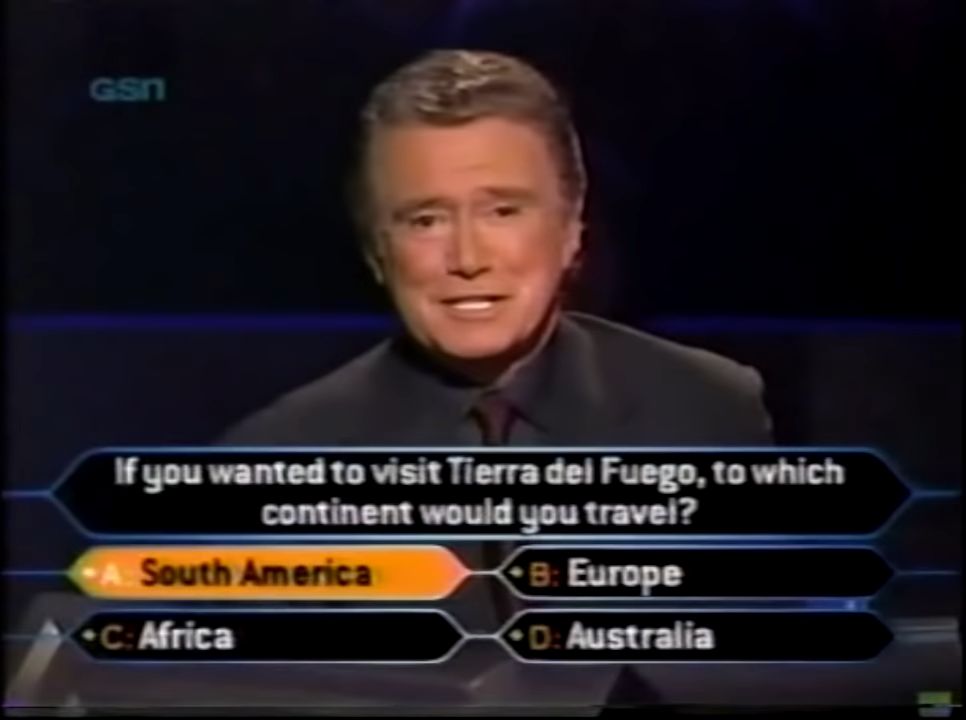 GSN
If you wanted to visit Tierra del Fuego, to which
continent would you travel?
A: South America
B: Europe
C: Africa
D: Australia